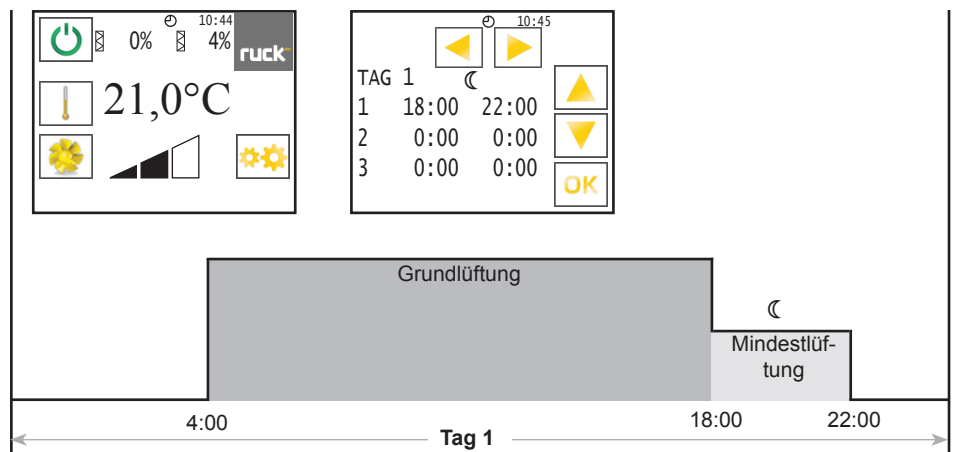 10:44
0% 4%
ruck
21,0°C
10:45
TAG 1
1 18:00 22:00
2 0:00 0:00
3 0:00 0:00
OK
Grundlüftung
Mindestlüf-
tung
4:00 18:00 22:00
Tag 1